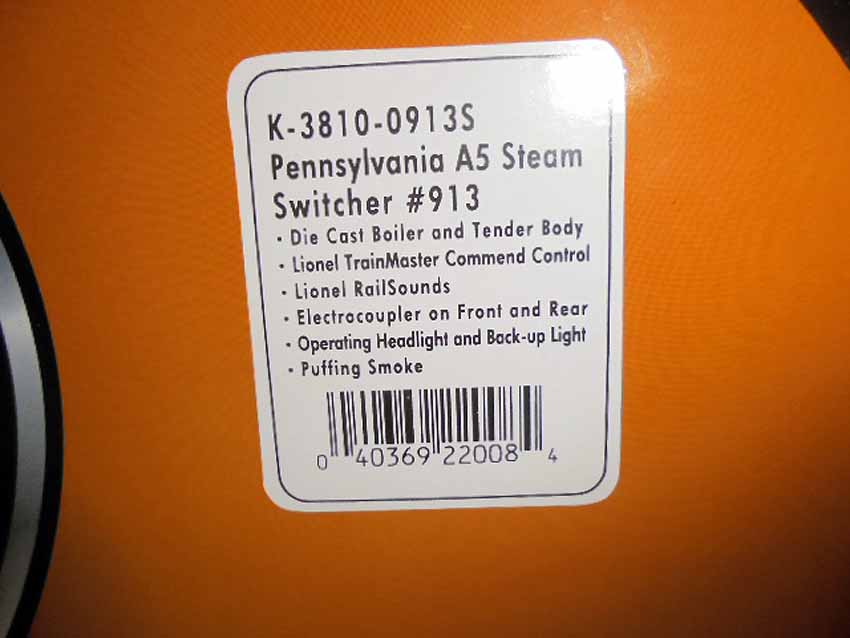 K-3810-0913S
Pennsylvania A5 Steam
Switcher #913
• Die Cast Boiler and Tender Body
• Lionel TrainMaster Commend Control
• Lionel RailSounds
• Electrocoupler on Front and Rear
• Operating Headlight and Back-up Light
• Puffing Smoke
0 40369 22008 4